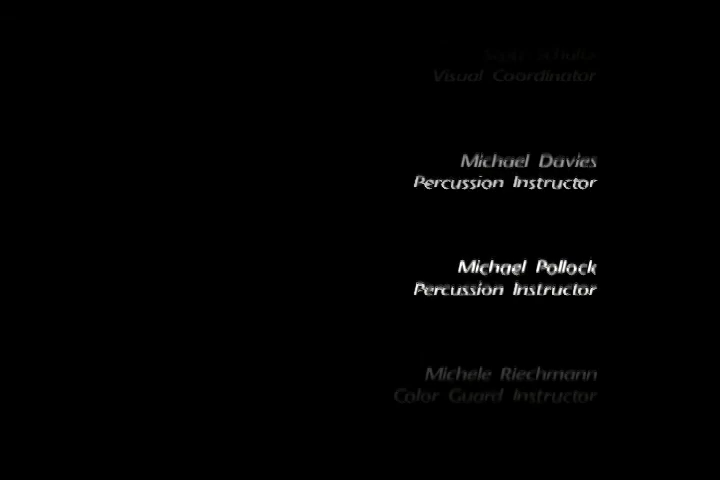 Visual Coordinator
Michael Davies
Percussion Instructor
Michael Pollock
Percussion Instructor
Michele Riechmann
Color Guard Instructor